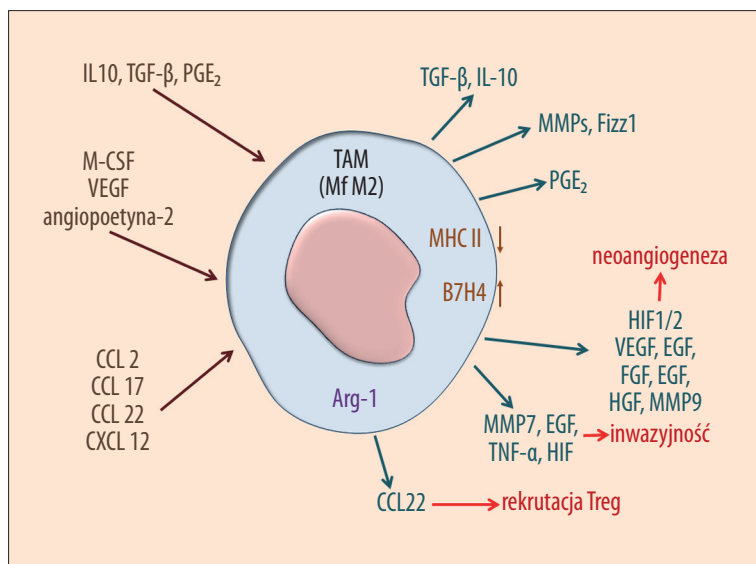 IL10, TGF-β, PGE₂
M-CSF
VEGF
angiopoetyna-2
CCL 2
CCL 17
CCL 22
CXCL 12
TAM
(Mf M2)
MHC II
B7H4
Arg-1
TGF-β, IL-10
MMPs, Fizz1
PGE₂
neoangiogeneza
HIF1/2
VEGF, EGF,
FGF, EGF,
HGF, MMP9
MMP7, EGF,
TNF-α, HIF
inwazyjność
CCL22
rekrutacja Treg